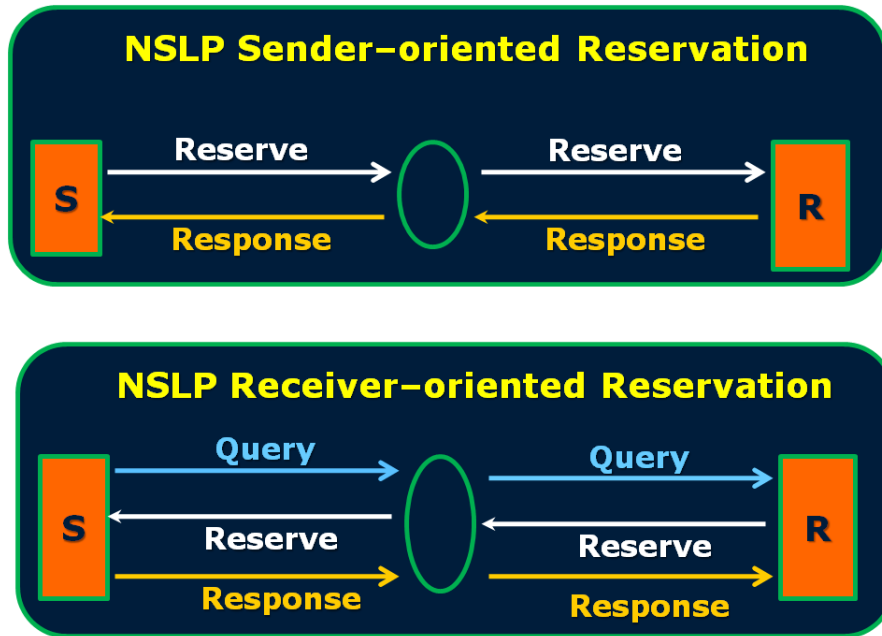 NSLP Sender-oriented Reservation
Reserve Reserve
S R
Response Response
NSLP Receiver-oriented Reservation
Query Query
S R
Reserve Reserve
Response Response